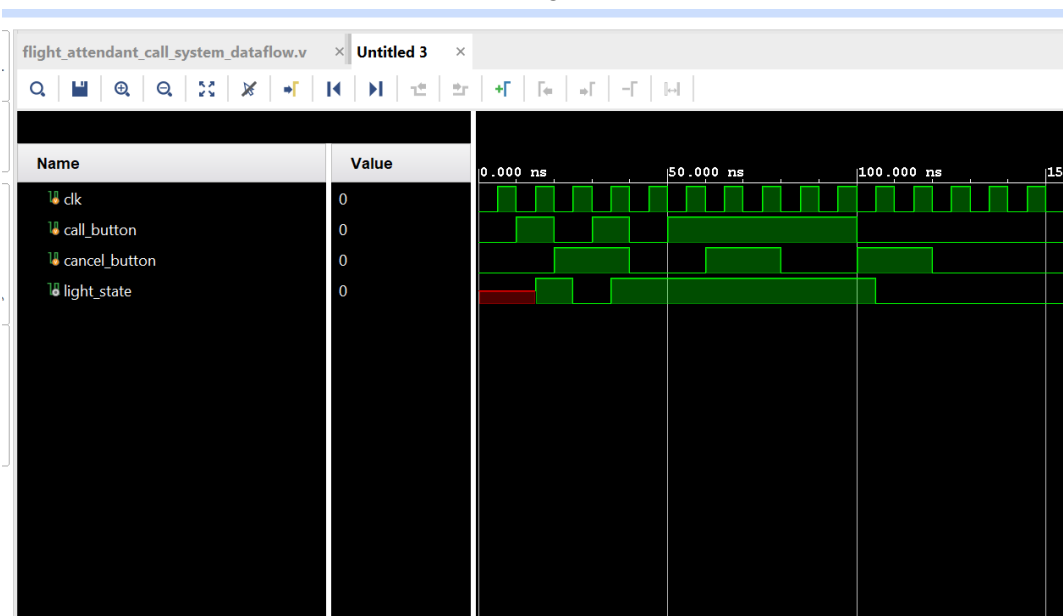 flight_attendant_call_system_dataflow.v × Untitled 3 ×
Name Value
0.000 ns 50.000 ns 100.000 ns 15
clk 0
call_button 0
cancel_button 0
light_state 0